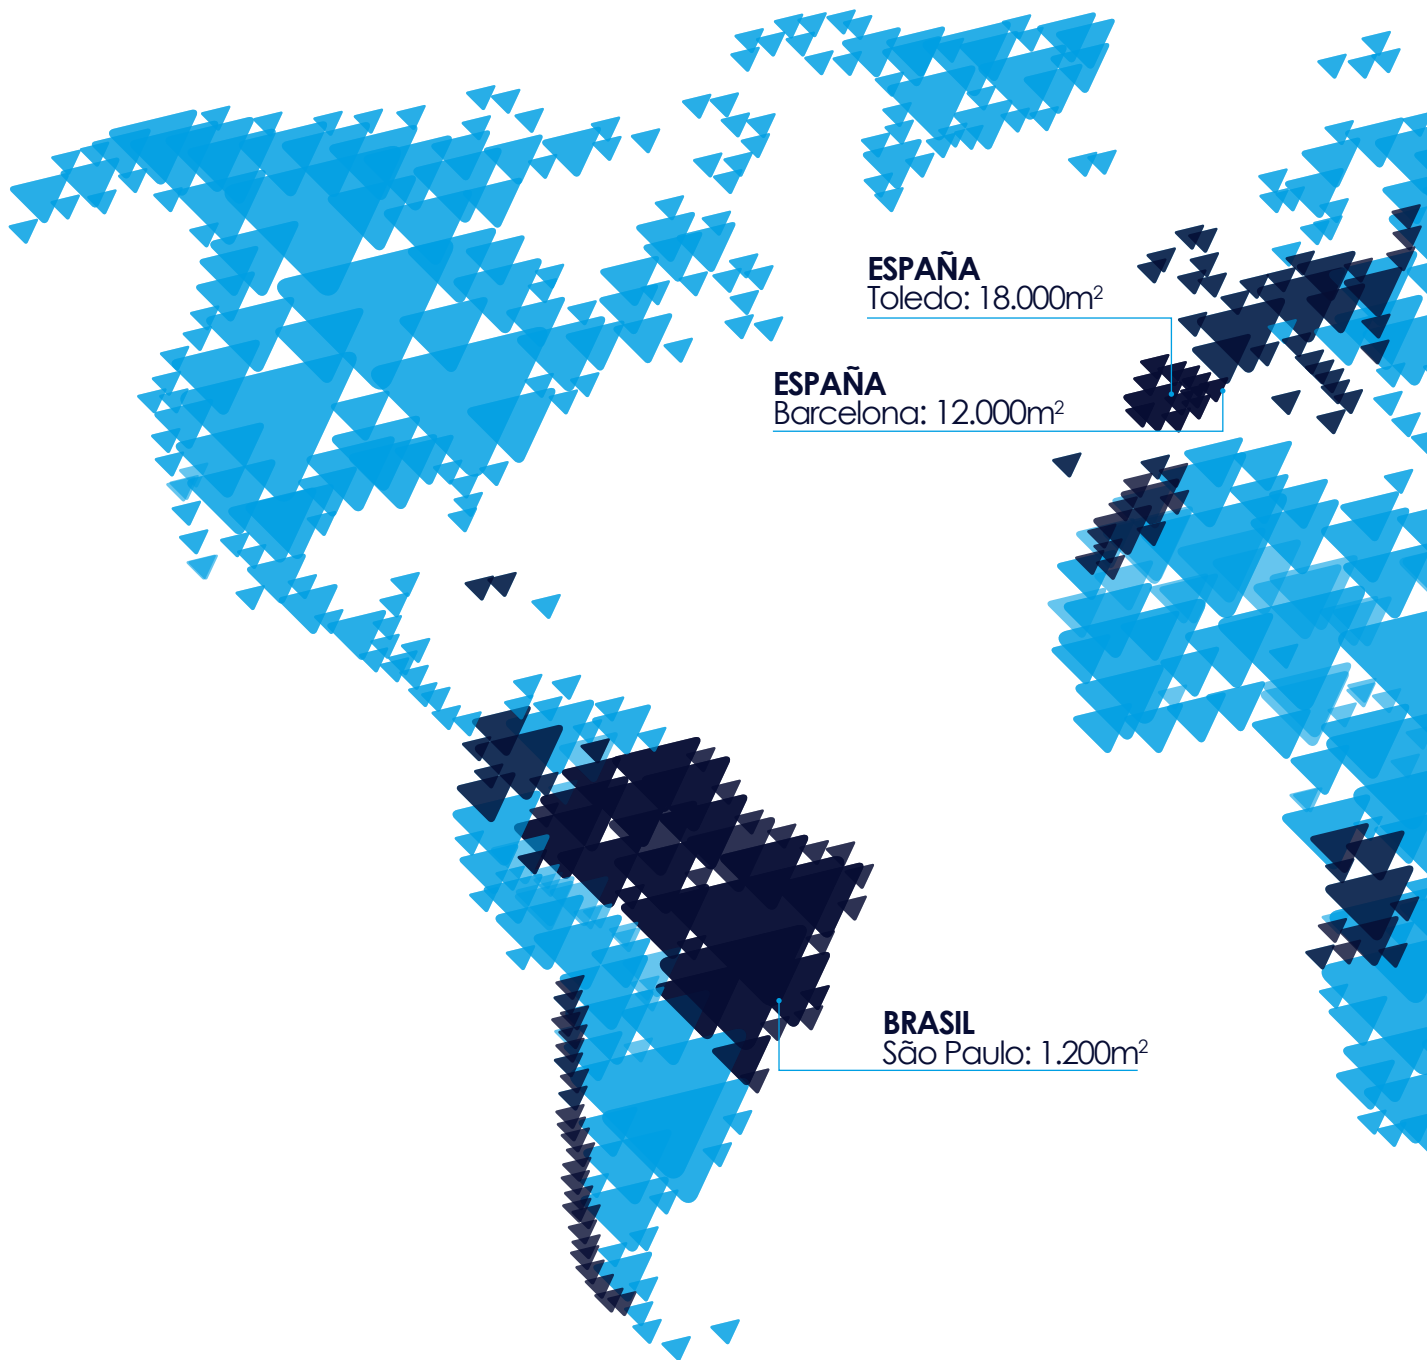 ESPAÑA
Toledo: 18.000m²
ESPAÑA
Barcelona: 12.000m²
BRASIL
São Paulo: 1.200m²